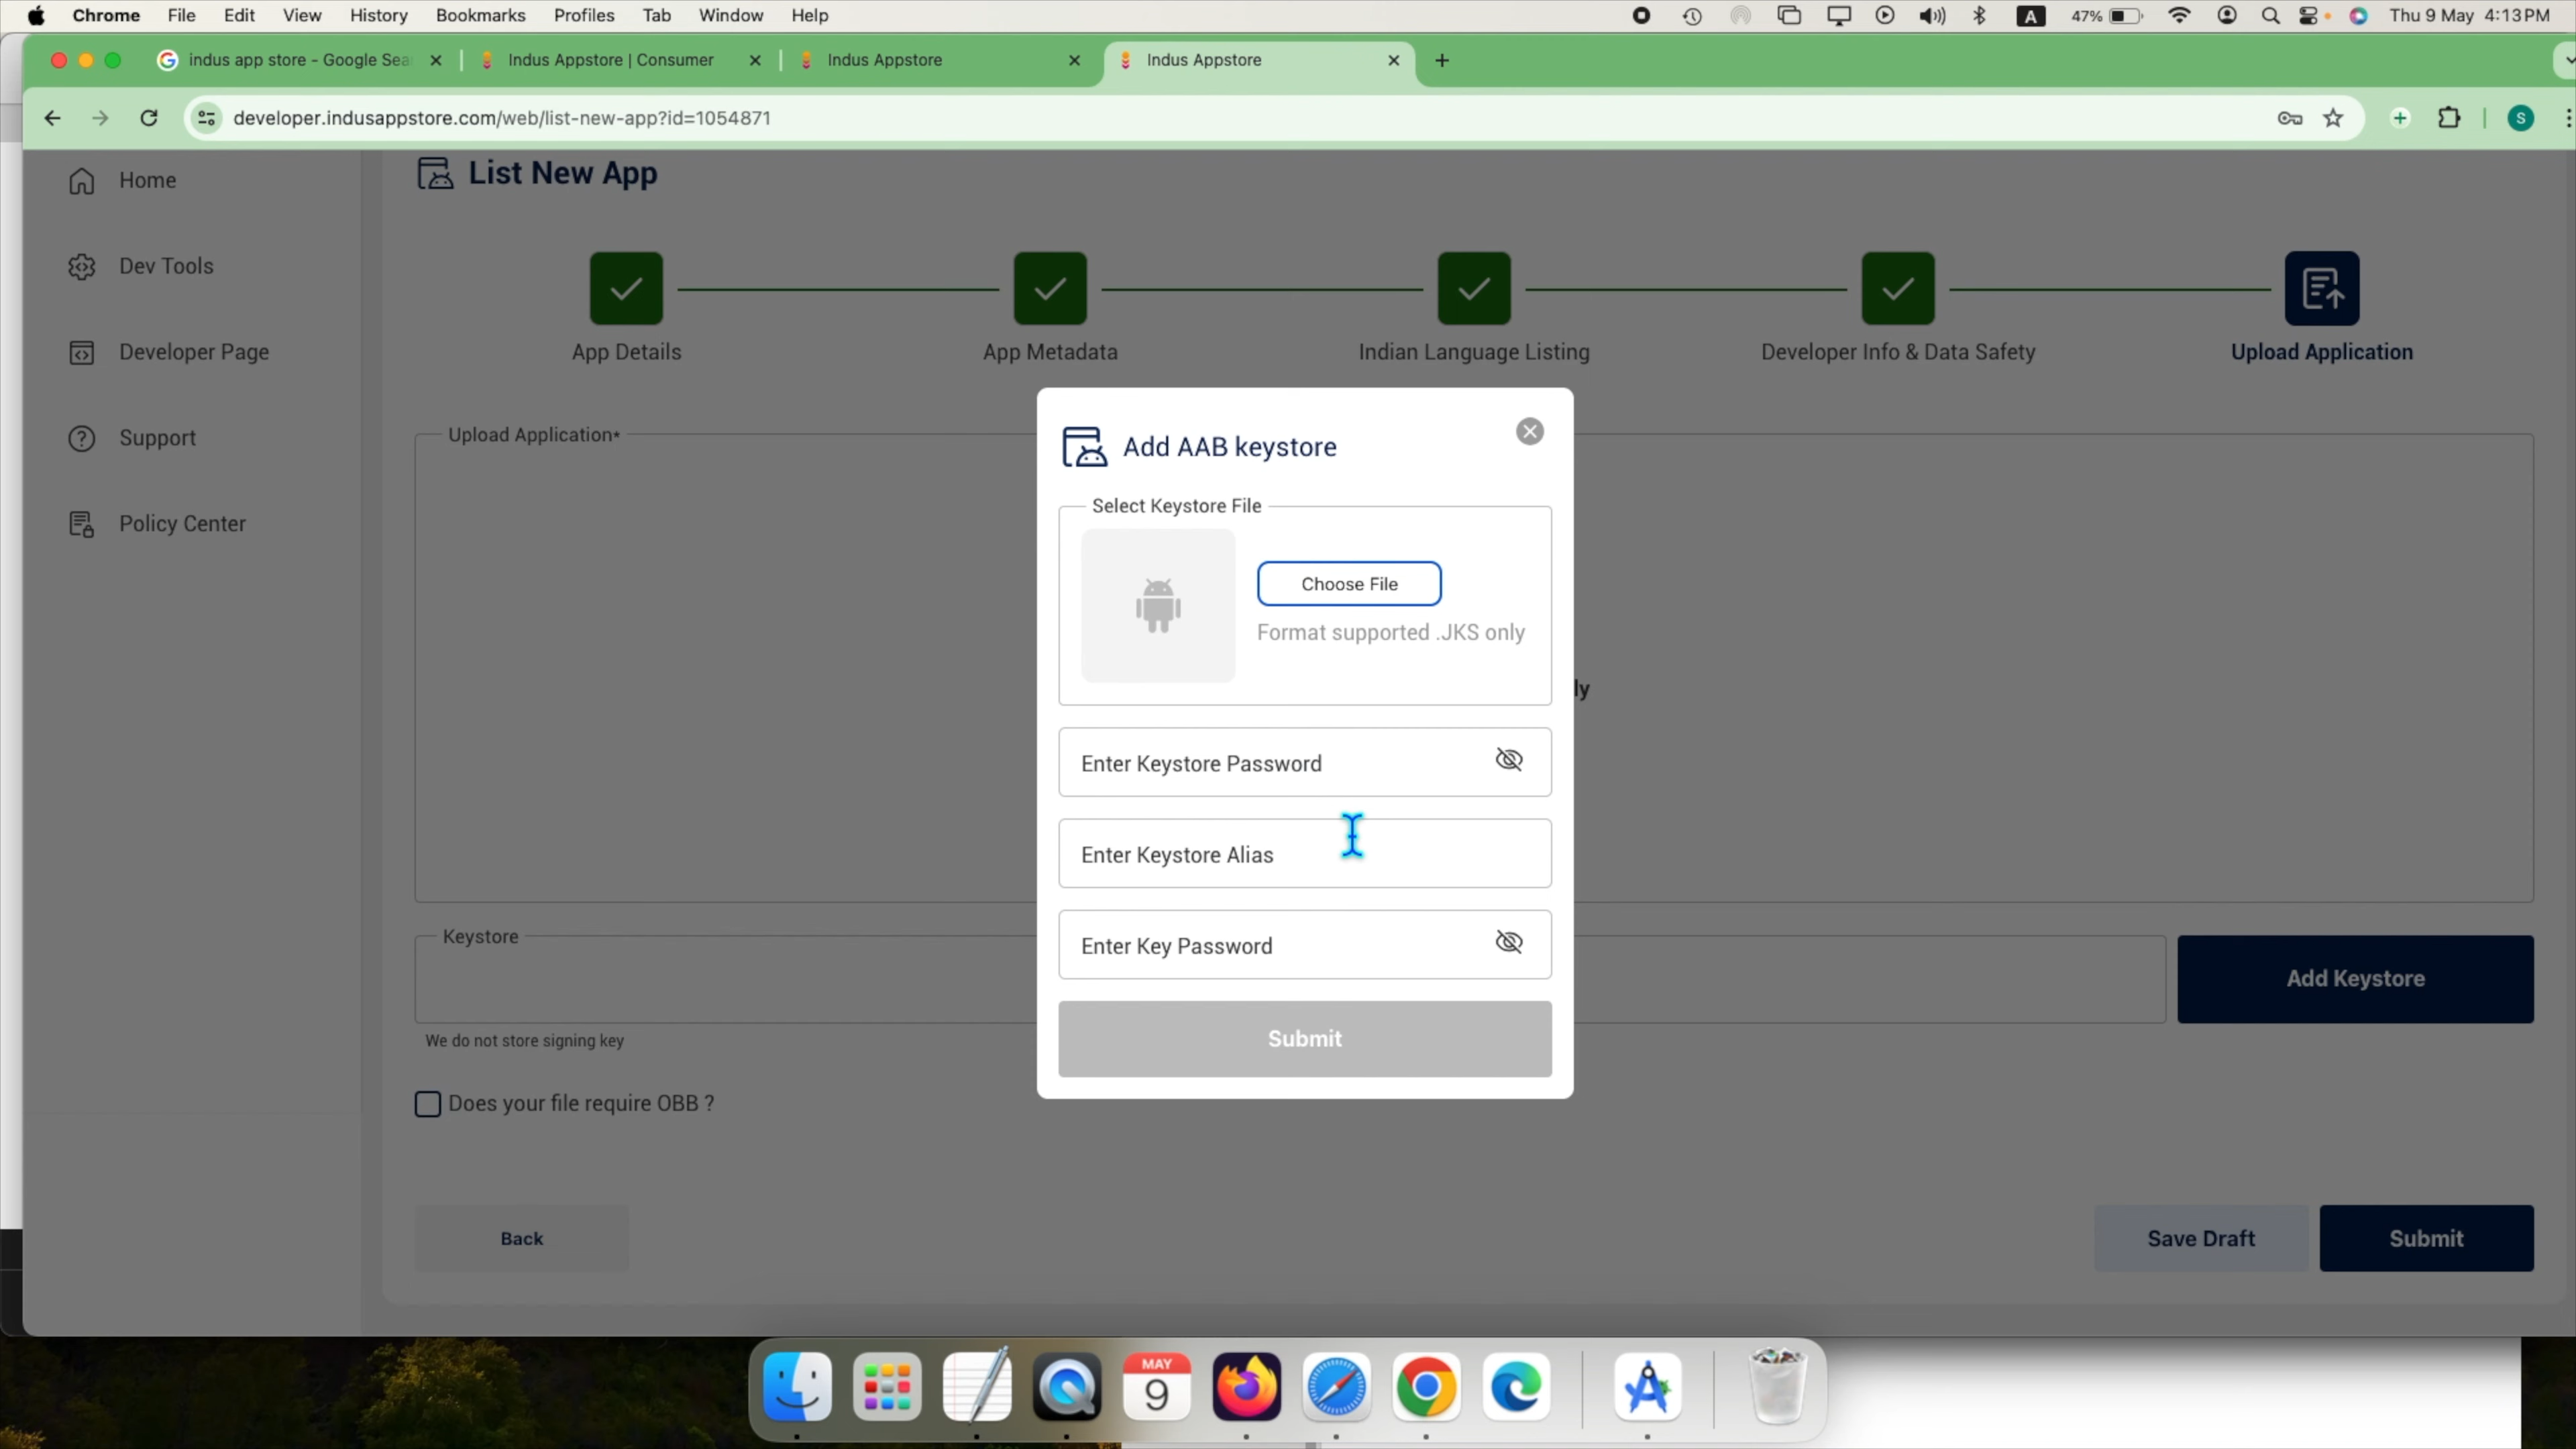 Chrome File Edit View History Bookmarks Profiles Tab Window Help A 47% Thu 9 May 4:13 PM
indus app store - Google Sea Indus Appstore | Consumer Indus Appstore Indus Appstore
developer.indusappstore.com/web/list-new-app?id=1054871 S
Home
Dev Tools
Developer Page
Support
Policy Center
List New App
App Details App Metadata Indian Language Listing Developer Info & Data Safety Upload Application
Upload Application*
ly
Add AAB keystore
Select Keystore File
Choose File
Format supported .JKS only
Enter Keystore Password
Enter Keystore Alias
Enter Key Password
Submit
Keystore
Add Keystore
We do not store signing key
Does your file require OBB ?
Back Save Draft Submit
MAY
9